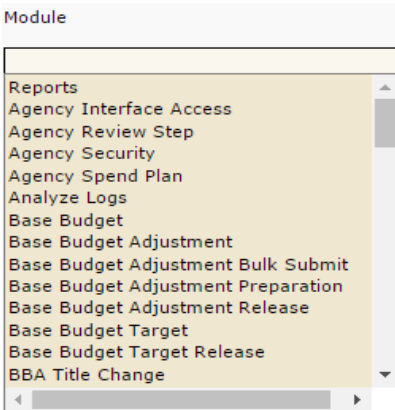 Module
Reports
Agency Interface Access
Agency Review Step
Agency Security
Agency Spend Plan
Analyze Logs
Base Budget
Base Budget Adjustment
Base Budget Adjustment Bulk Submit
Base Budget Adjustment Preparation
Base Budget Adjustment Release
Base Budget Target
Base Budget Target Release
BBA Title Change